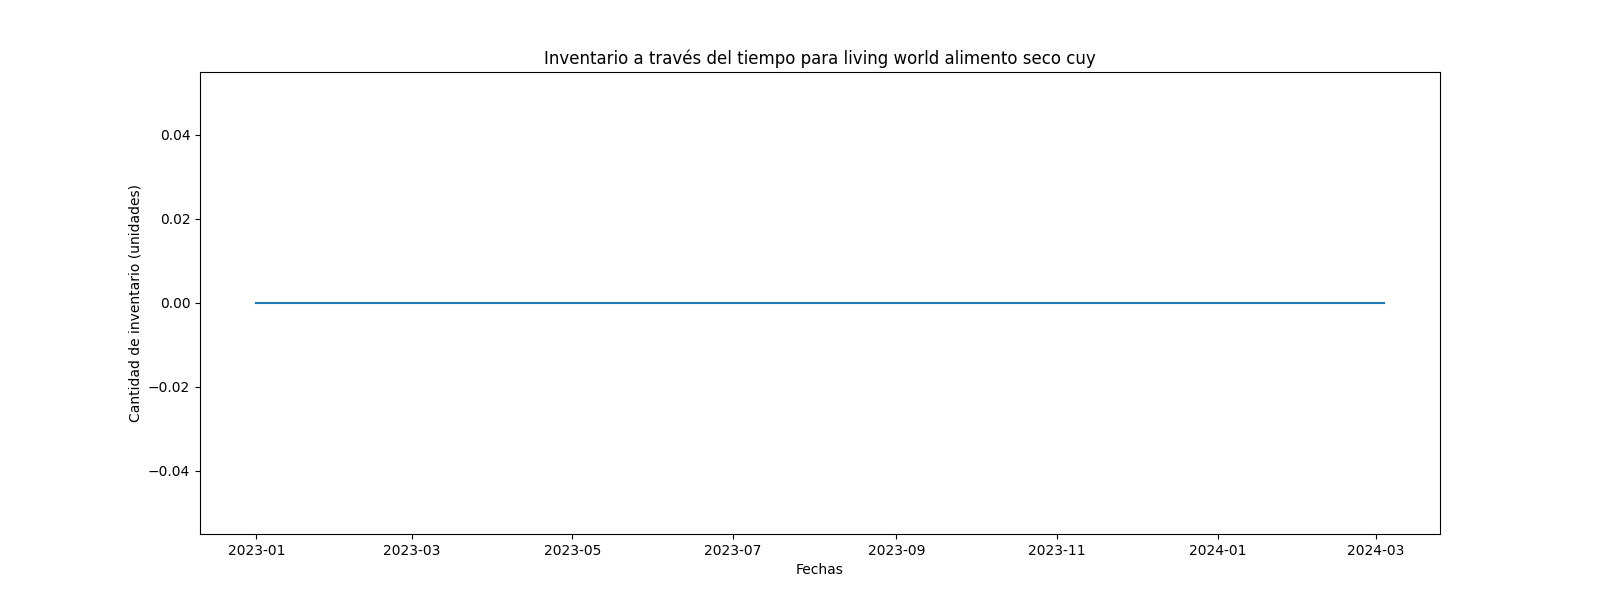 Inventario a través del tiempo para living world alimento seco cuy
Cantidad de inventario (unidades)
0.04
0.02
0.00
−0.02
−0.04
2023-01 2023-03 2023-05 2023-07 2023-09 2023-11 2024-01 2024-03
Fechas